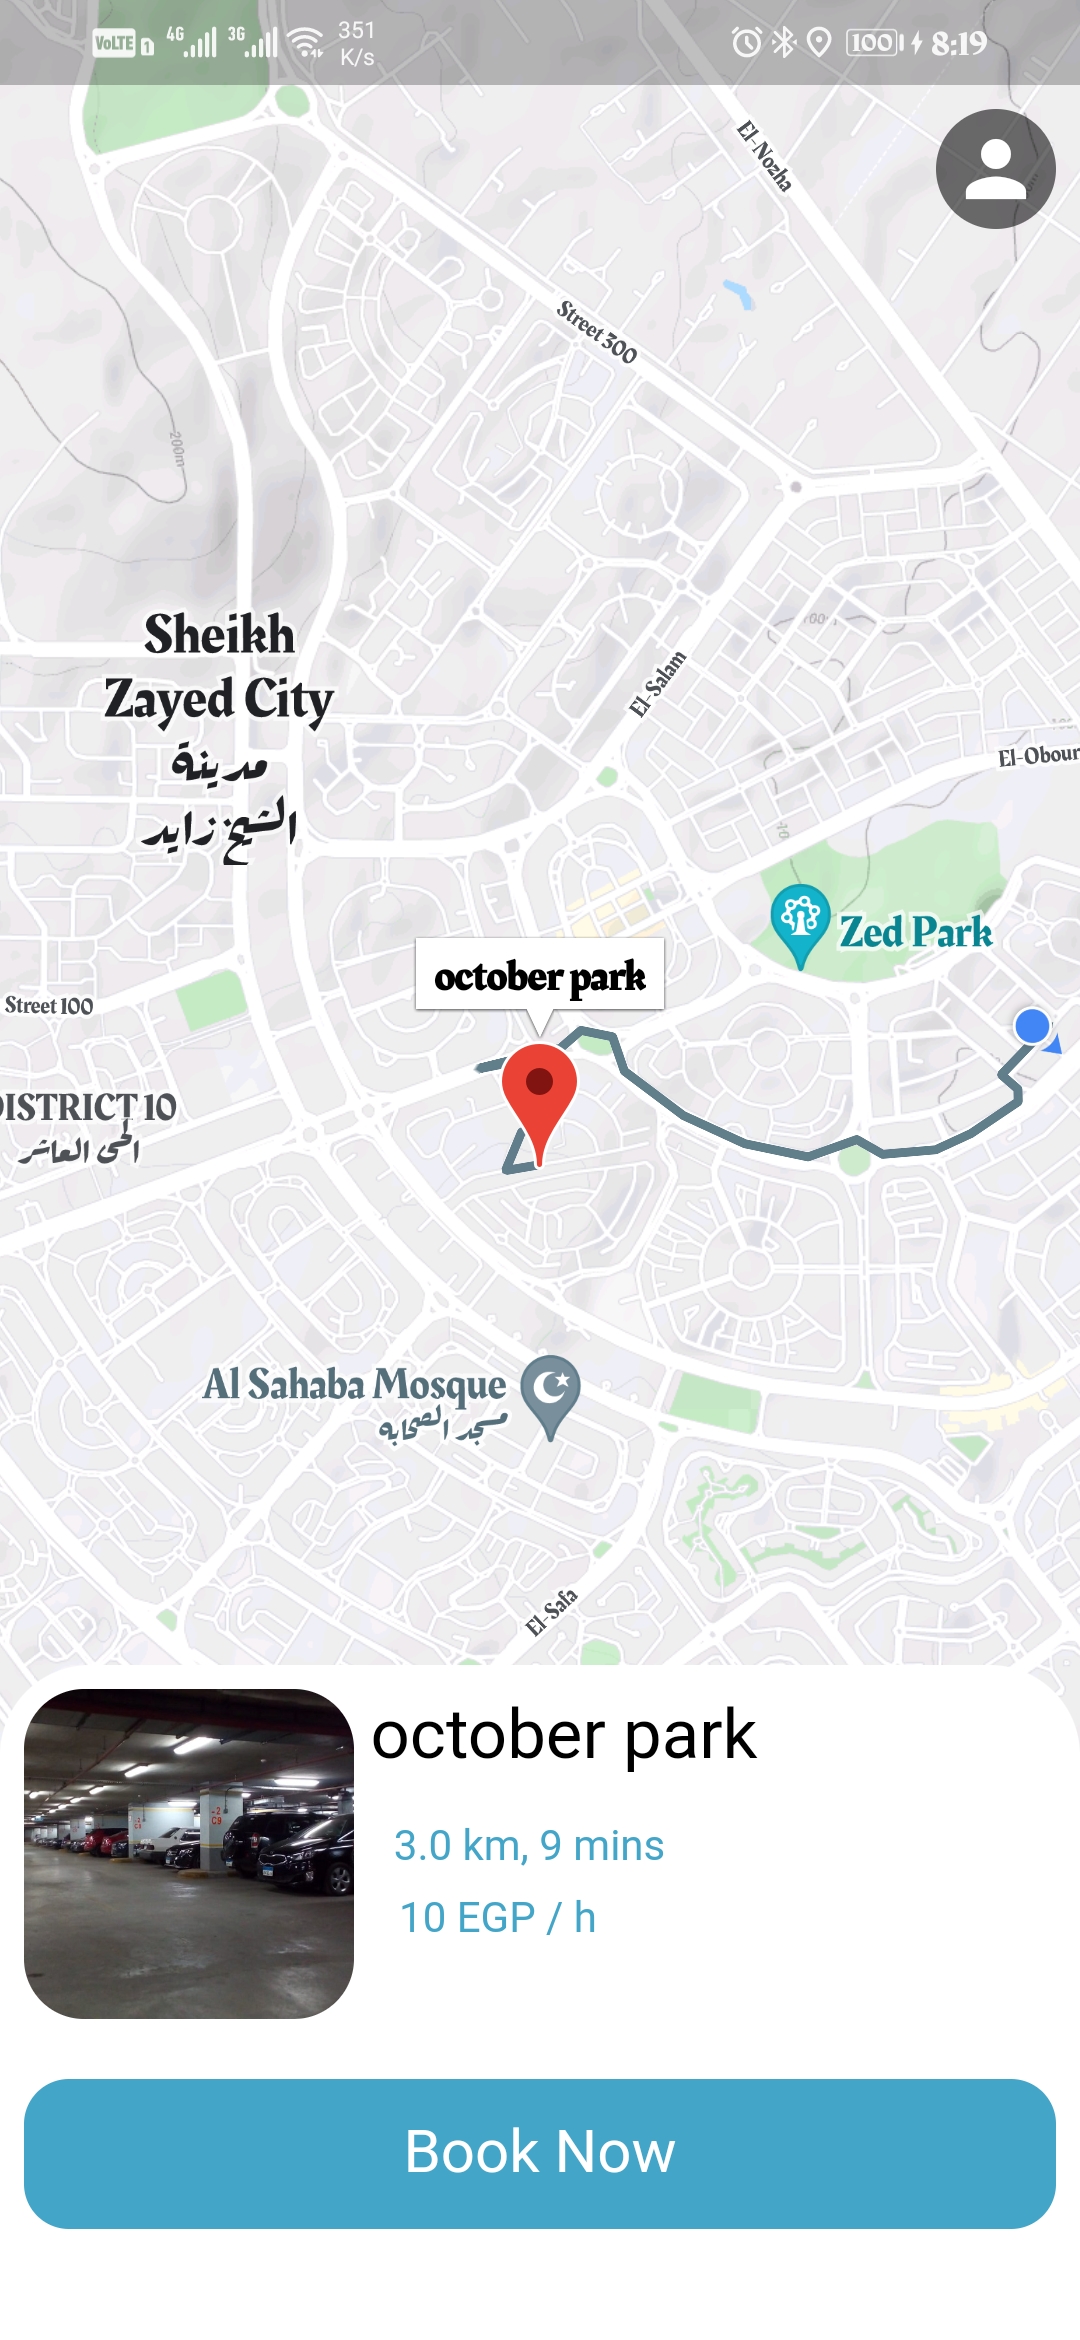 VoLTE 1 4G 3G 351 K/s 100 8:19
El-Nozha
Street 300
200m
Sheikh
Zayed City
مدينة
الشيخ زايد
El-Salam
El-Obour
Zed Park
october park
Street 100
DISTRICT 10
الحى العاشر
Al Sahaba Mosque
مسجد الصحابه
El-Safa
-2
C9
october park
3.0 km, 9 mins
10 EGP / h
Book Now